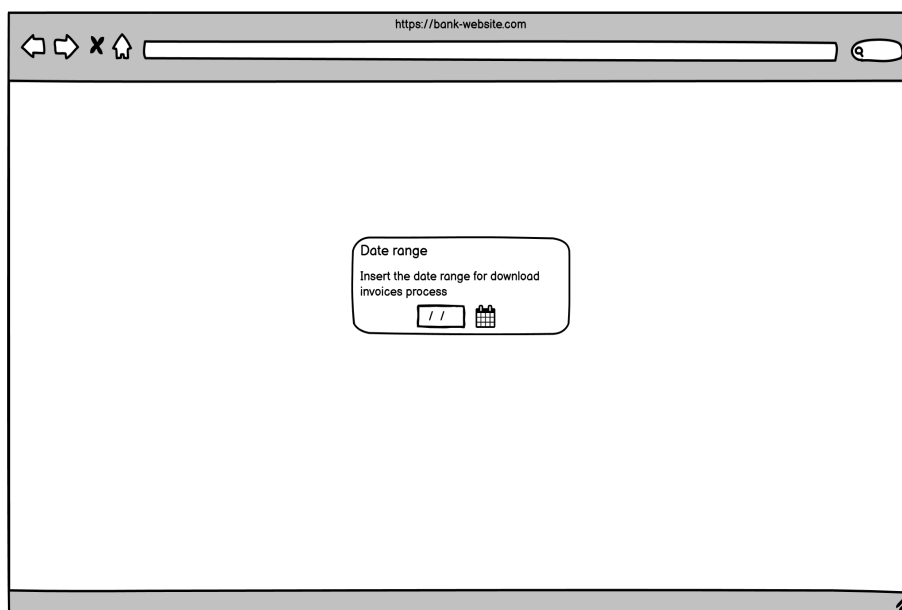 https://bank-website.com
Date range
Insert the date range for download
invoices process
/ /